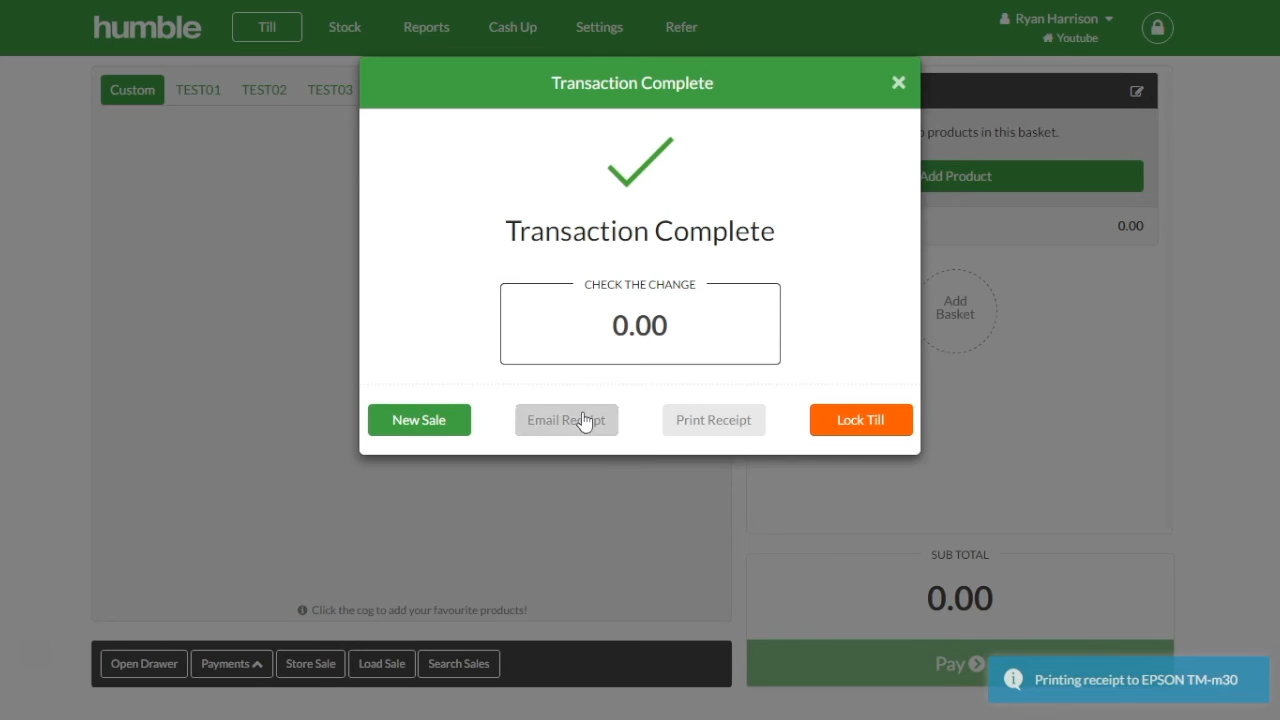 humble
Till
Stock
Reports
Cash Up
Settings
Refer
Ryan Harrison
Youtube
Custom
TEST01
TEST02
TEST03
Transaction Complete
products in this basket.
Add Product
0.00
Transaction Complete
CHECK THE CHANGE
0.00
Add
Basket
New Sale
Email Receipt
Print Receipt
Lock Till
SUB TOTAL
0.00
Click the cog to add your favourite products!
Open Drawer
Payments
Store Sale
Load Sale
Search Sales
Pay
Printing receipt to EPSON TM-m30